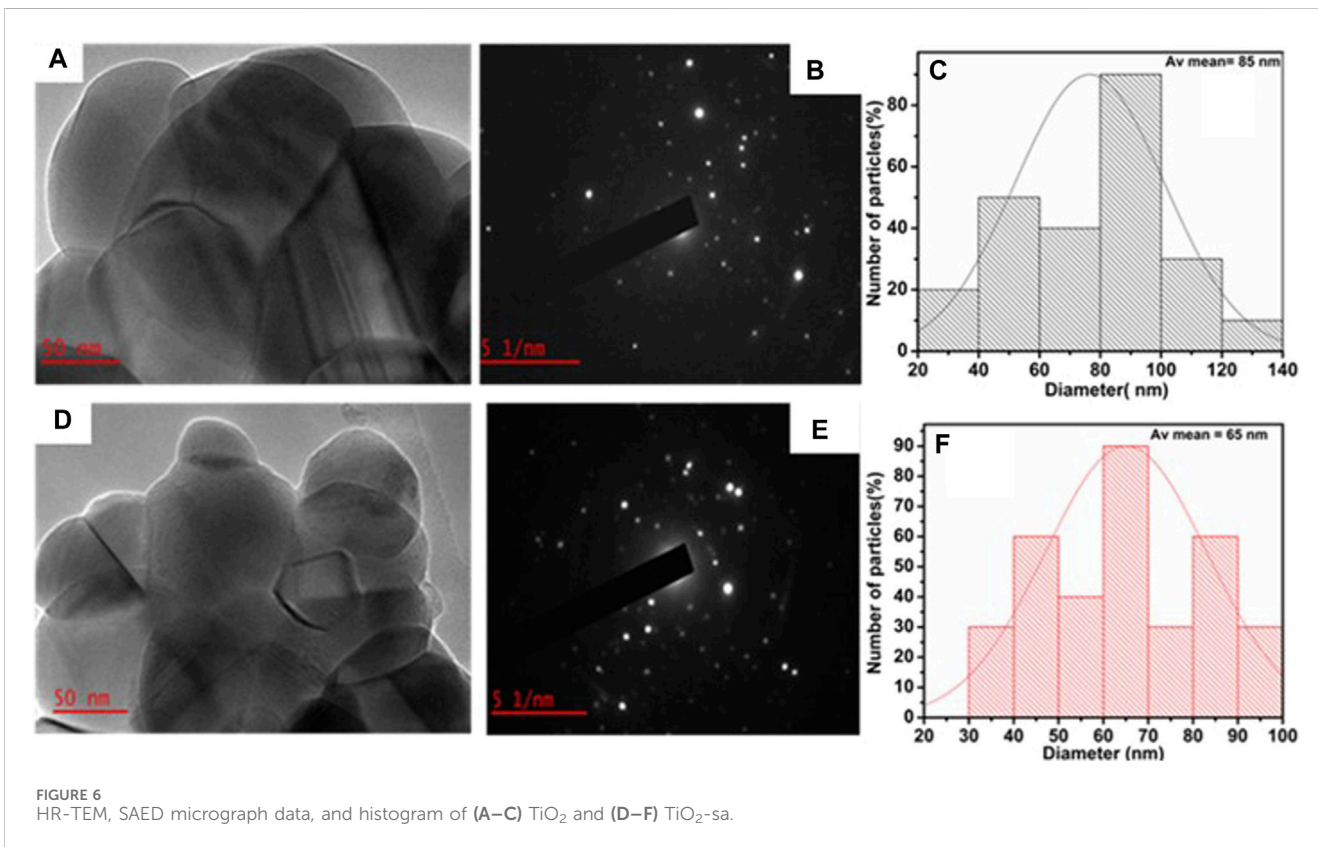 A
50 nm
B
5 1/nm
C
Av mean= 85 nm
Number of particles(%)
80
60
40
20
0
20 40 60 80 100 120 140
Diameter( nm)
D
50 nm
E
5 1/nm
F
Av mean = 65 nm
Number of particles(%)
90
80
70
60
50
40
30
20
10
0
20 30 40 50 60 70 80 90 100
Diameter (nm)
FIGURE 6
HR-TEM, SAED micrograph data, and histogram of (A–C) TiO₂ and (D–F) TiO₂-sa.